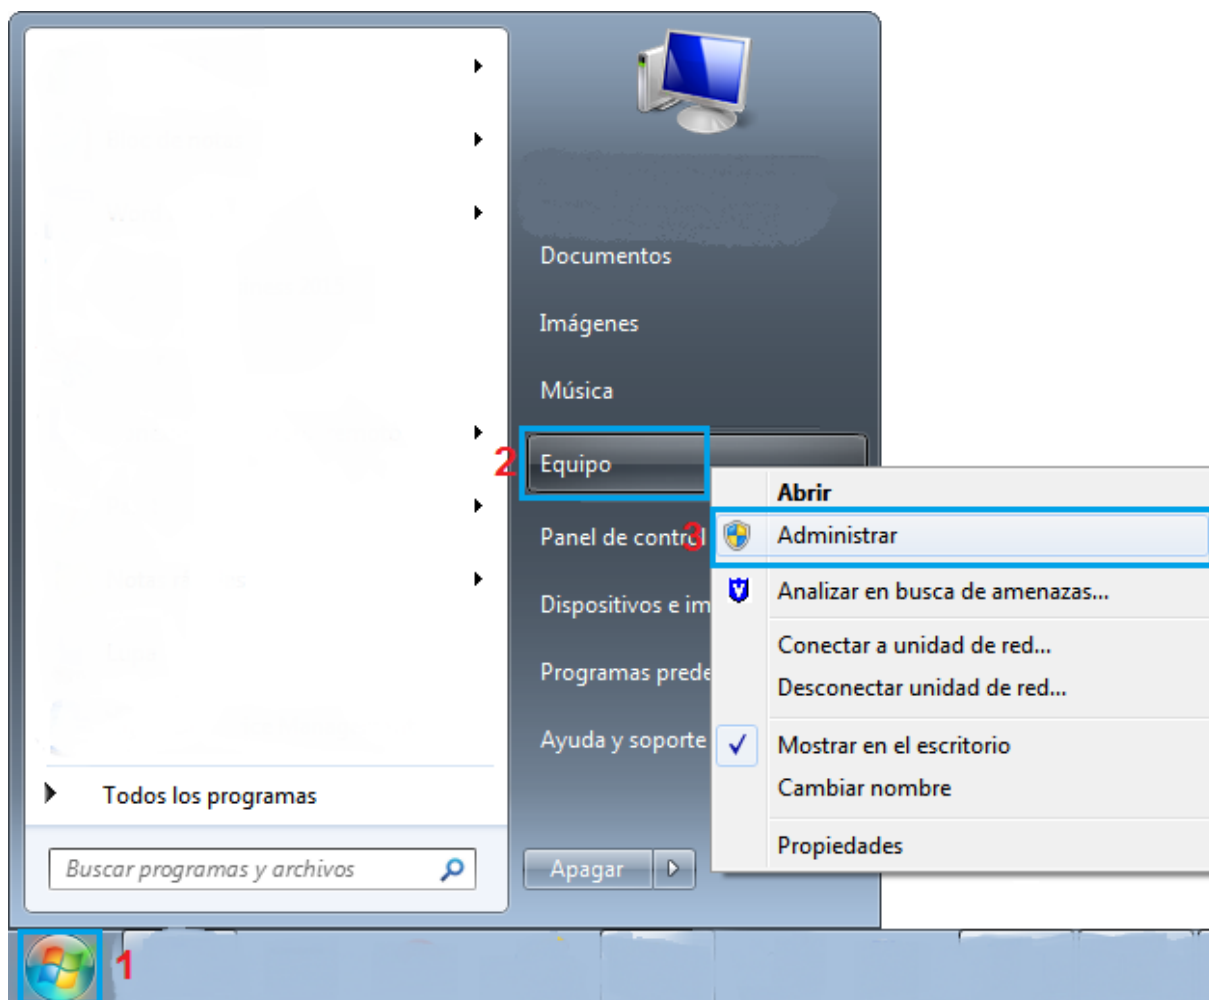 Documentos
Imágenes
Música
2
Equipo
Panel de control
Dispositivos e im
Programas prede
Ayuda y soporte
Abrir
3
Administrar
Analizar en busca de amenazas...
Conectar a unidad de red...
Desconectar unidad de red...
Mostrar en el escritorio
Cambiar nombre
Propiedades
Todos los programas
Buscar programas y archivos
Apagar
1